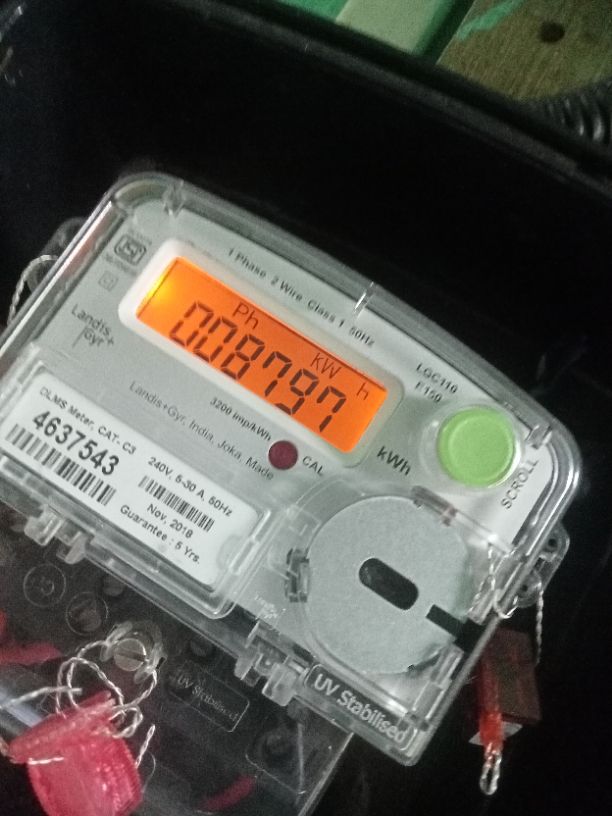 1 Phase 2 Wire Class 1 50Hz
Landis+
Gyr
Ph
kW h
008797
LGC110
E150
3200 imp/kWh
CAL
kWh
SCROLL
Landis+Gyr, India, Joka, Made
DLMS Meter, CAT- C3
4637543
240V, 5-30 A, 50Hz
Nov, 2018
Guarantee : 5 Yrs.
UV Stabilised
UV Stabilised